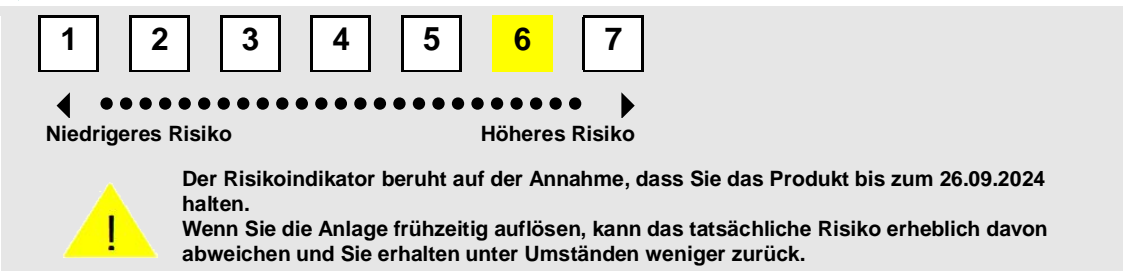 1 2 3 4 5 6 7
Niedrigeres Risiko Höheres Risiko
Der Risikoindikator beruht auf der Annahme, dass Sie das Produkt bis zum 26.09.2024
halten.
Wenn Sie die Anlage frühzeitig auflösen, kann das tatsächliche Risiko erheblich davon
abweichen und Sie erhalten unter Umständen weniger zurück.
!